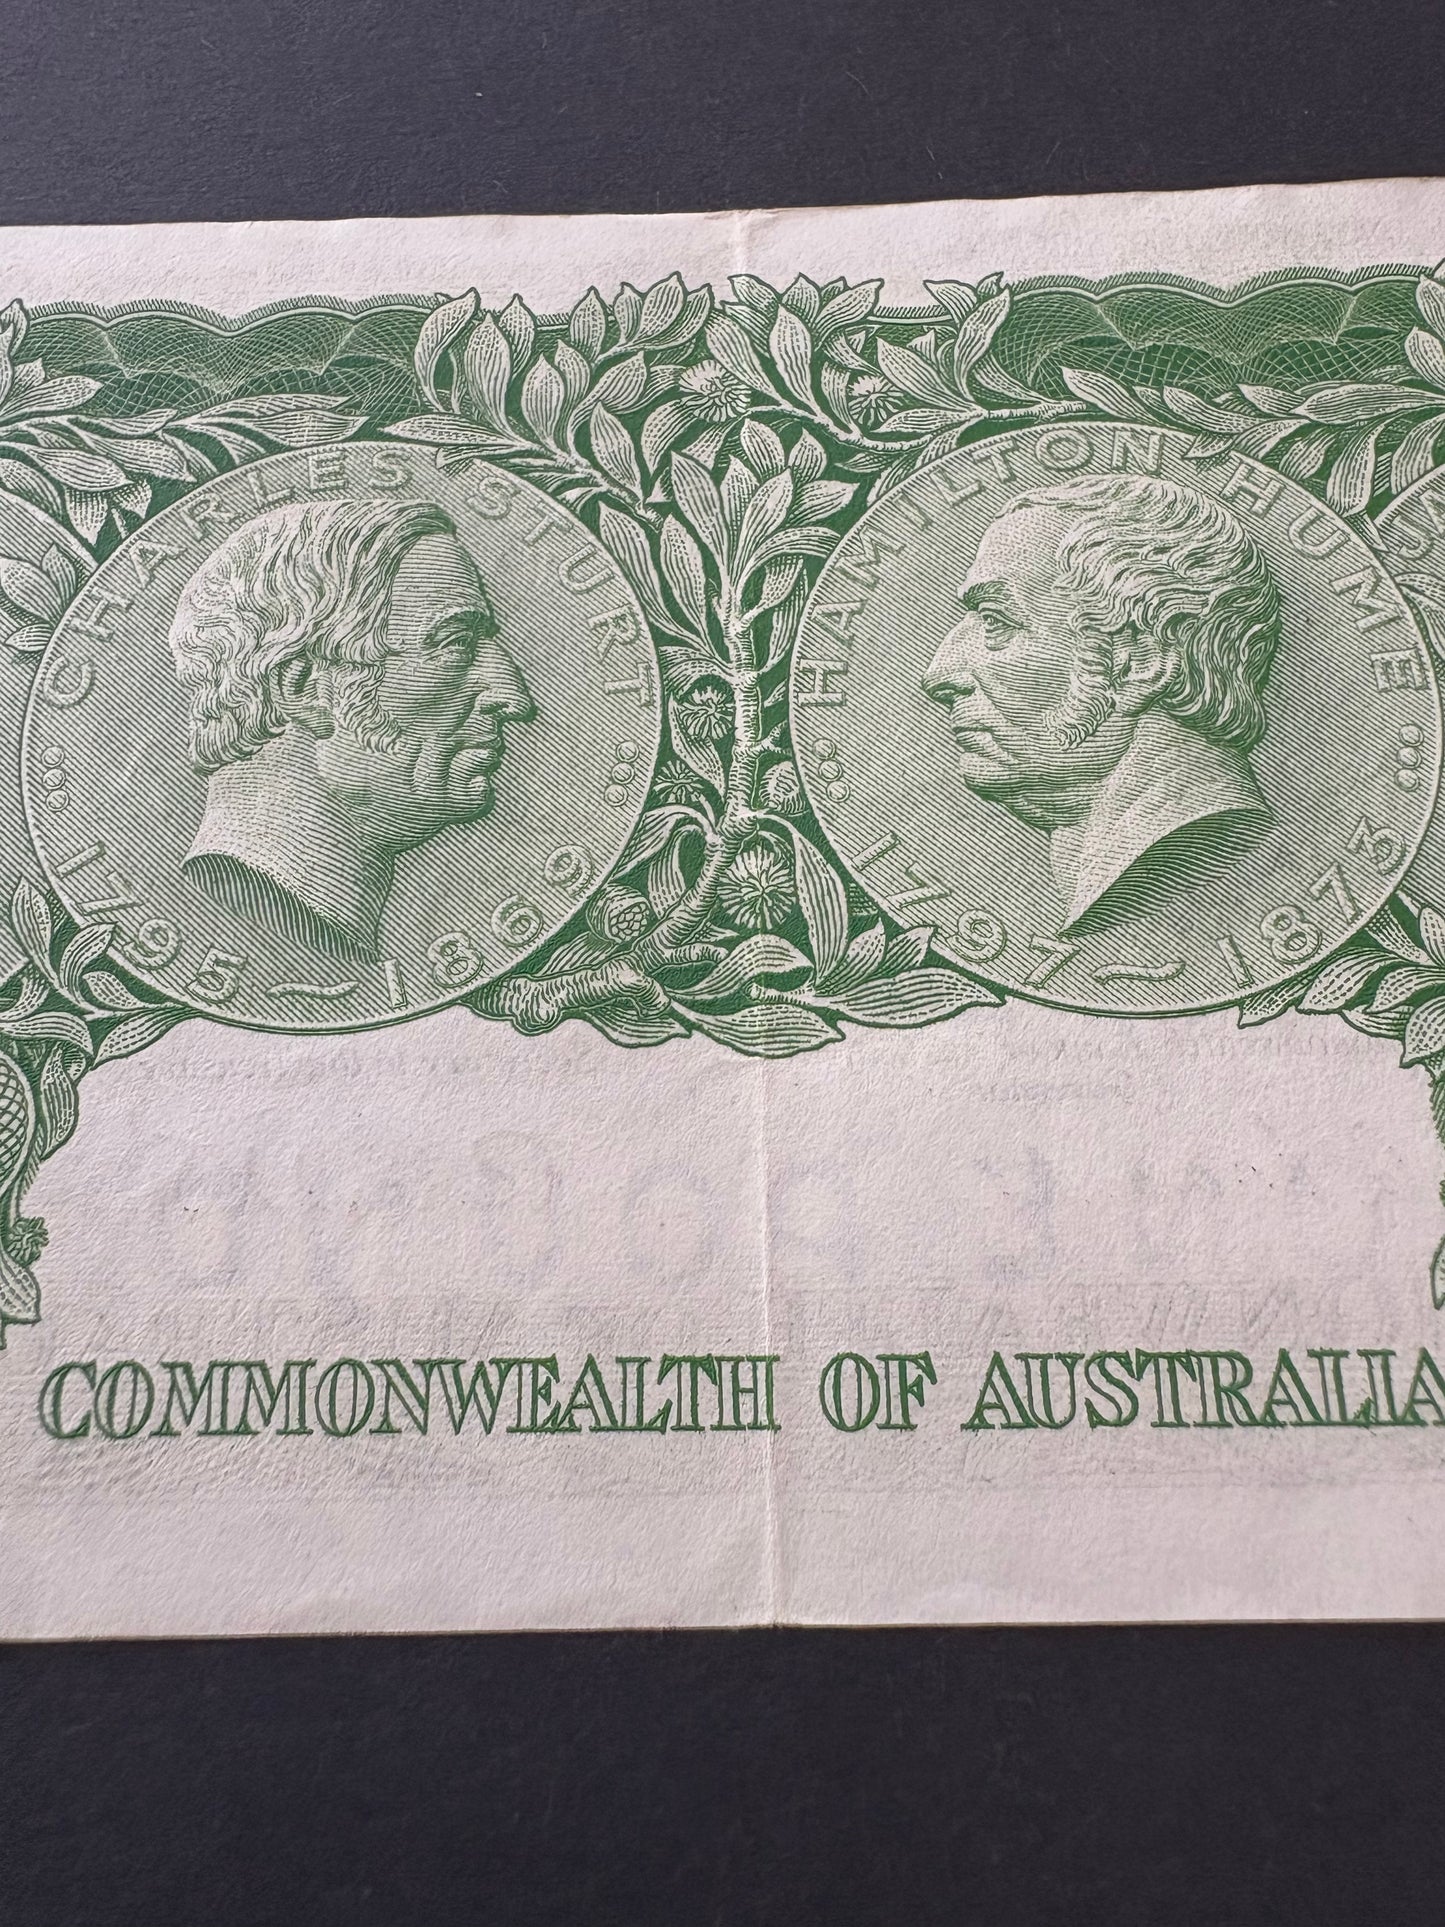 CHARLES STURT
1795 ~ 1869
HAMILTON HUME
1797 ~ 1873
COMMONWEALTH OF AUSTRALIA